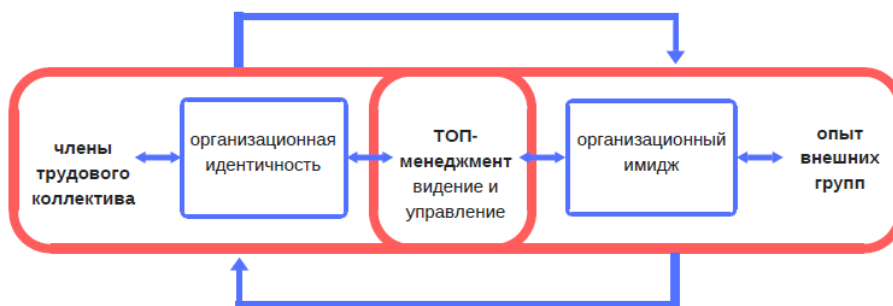 члены
трудового
коллектива
организационная
идентичность
ТОП-
менеджмент
видение и
управление
организационный
имидж
опыт
внешних
групп